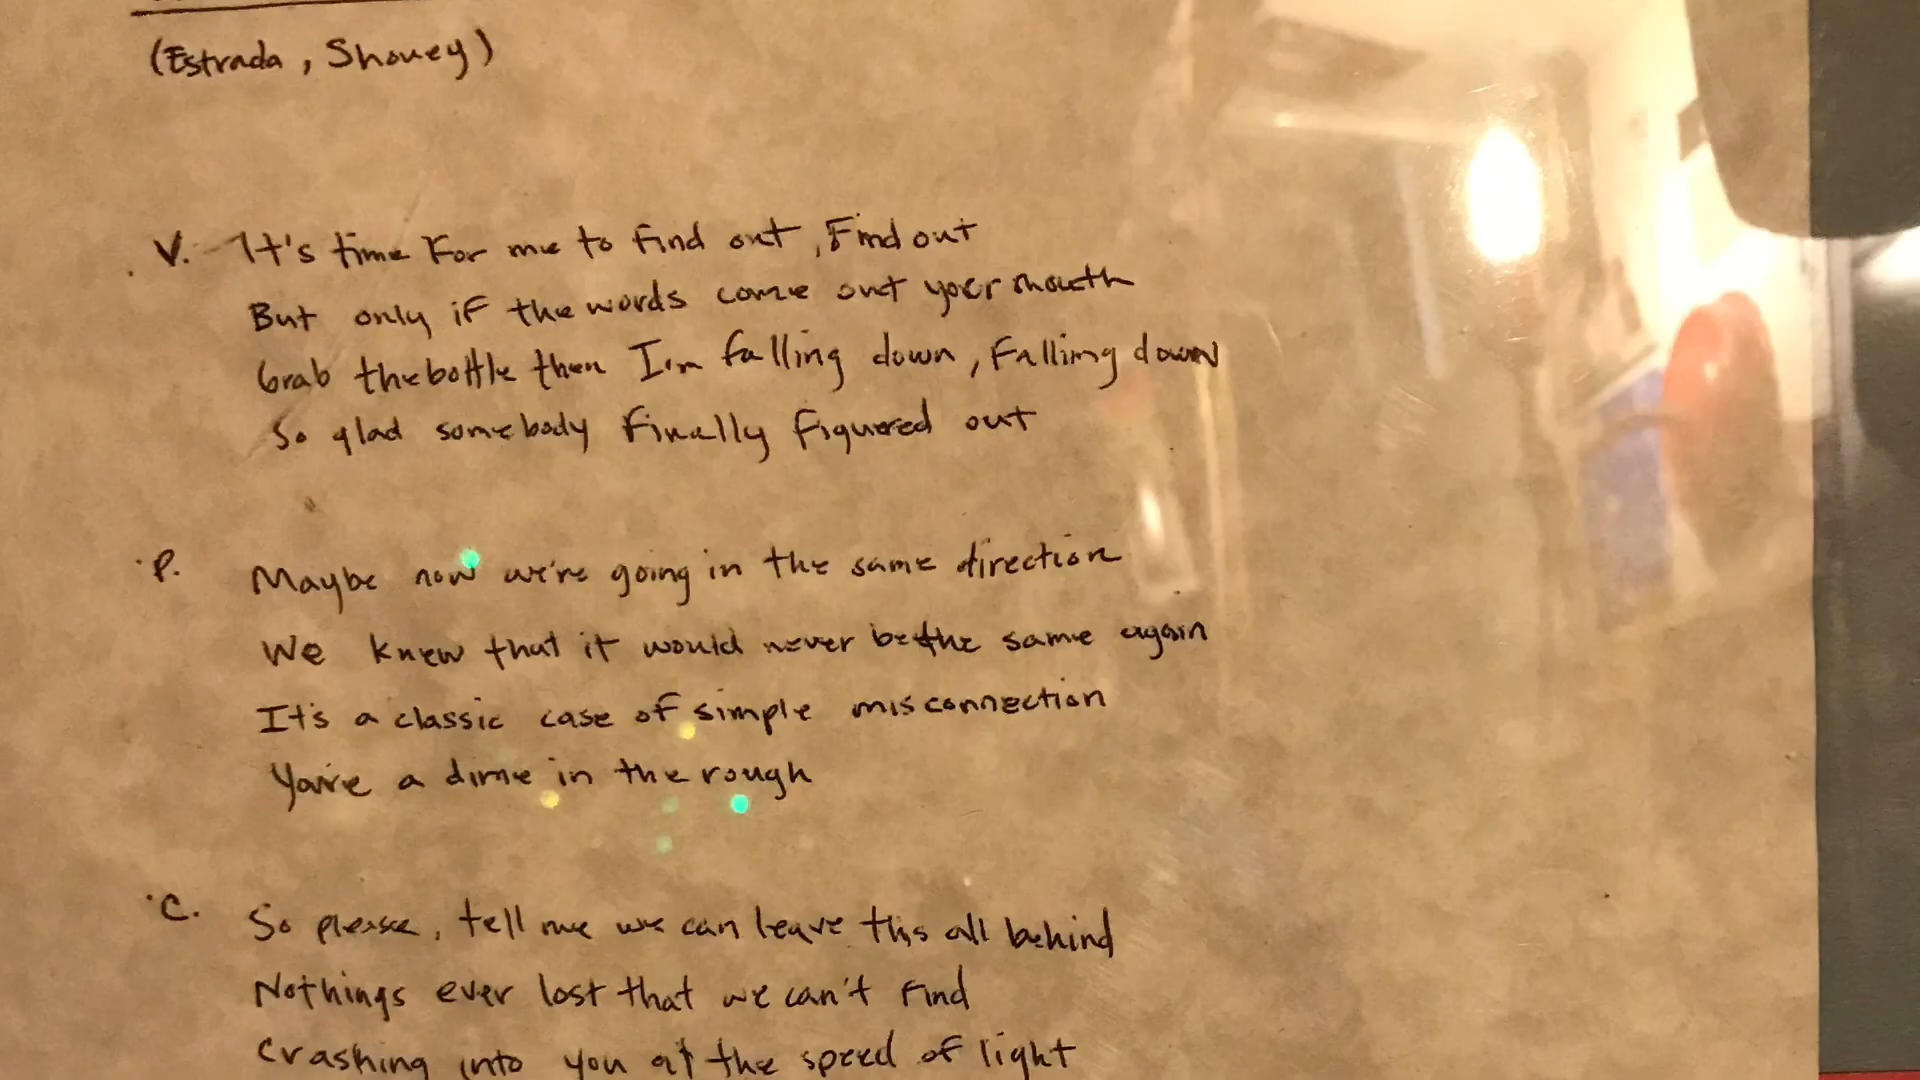 (Estrada, Shouey)
V. It's time For me to find out, Find out
But only if the words come out your mouth
Grab the bottle then I'm falling down, Falling down
So glad somebody finally figuered out
P. Maybe now we're going in the same direction
We knew that it would never be the same again
It's a classic case of simple misconnection
You're a dime in the rough
C. So please, tell me we can leave this all behind
Nothings ever lost that we can't Find
Crashing into you at the speed of light